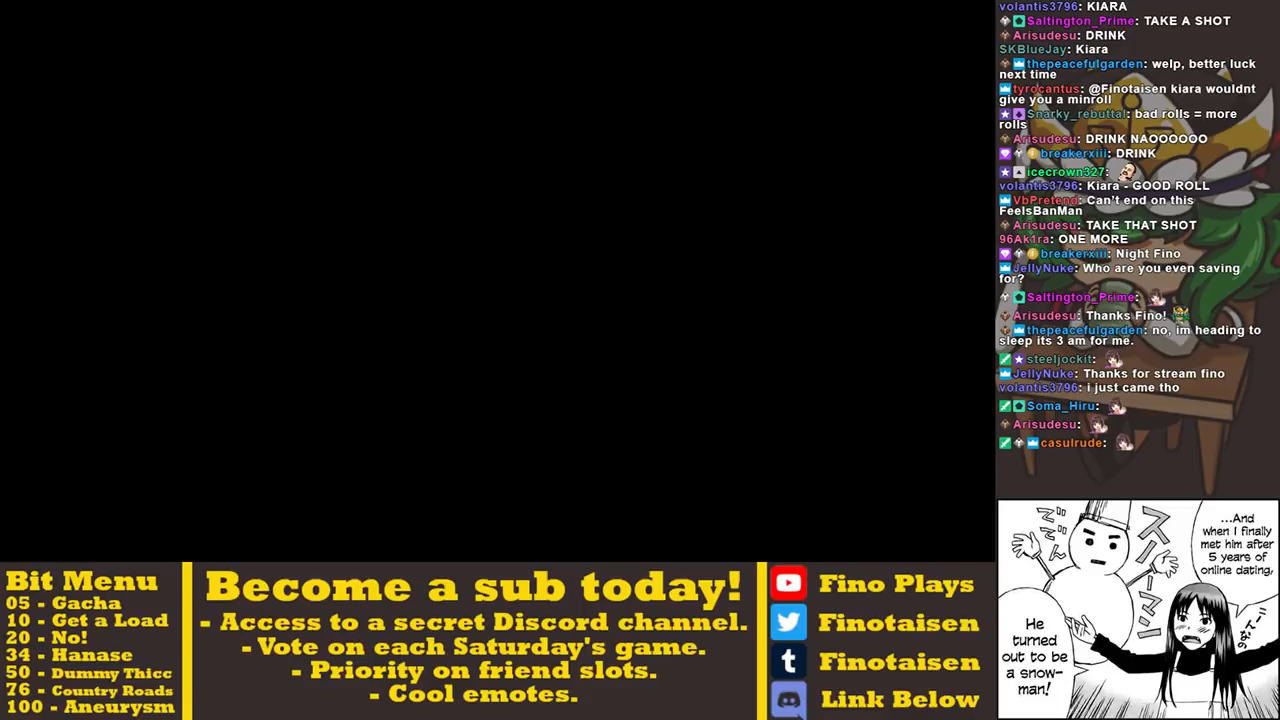 volantis3796: KIARA
Saltington_Prime: TAKE A SHOT
Arisudesu: DRINK
SKBlueJay: Kiara
thepeacefulgarden: welp, better luck
next time
tyrocantus: @Finotaisen kiara wouldnt
give you a minroll
Snarky_rebuttal: bad rolls = more
rolls
Arisudesu: DRINK NAOOOOOO
breakerxiii: DRINK
icecrown327:
volantis3796: Kiara - GOOD ROLL
VbPretend: Can't end on this
FeelsBanMan
Arisudesu: TAKE THAT SHOT
96Ak1ra: ONE MORE
breakerxiii: Night Fino
JellyNuke: Who are you even saving
for?
Saltington_Prime:
Arisudesu: Thanks Fino!
thepeacefulgarden: no, im heading to
sleep its 3 am for me.
steeljockit:
JellyNuke: Thanks for stream fino
volantis3796: i just came tho
Soma_Hiru:
Arisudesu:
casulrude:
Bit Menu
05 - Gacha
10 - Get a Load
20 - No!
34 - Hanase
50 - Dummy Thicc
76 - Country Roads
100 - Aneurysm
Become a sub today!
- Access to a secret Discord channel.
- Vote on each Saturday's game.
- Priority on friend slots.
- Cool emotes.
Fino Plays
Finotaisen
Finotaisen
Link Below
...And
when I finally
met him after
5 years of
online dating,
スノーマン
He
turned
out to be
a snow-
man!